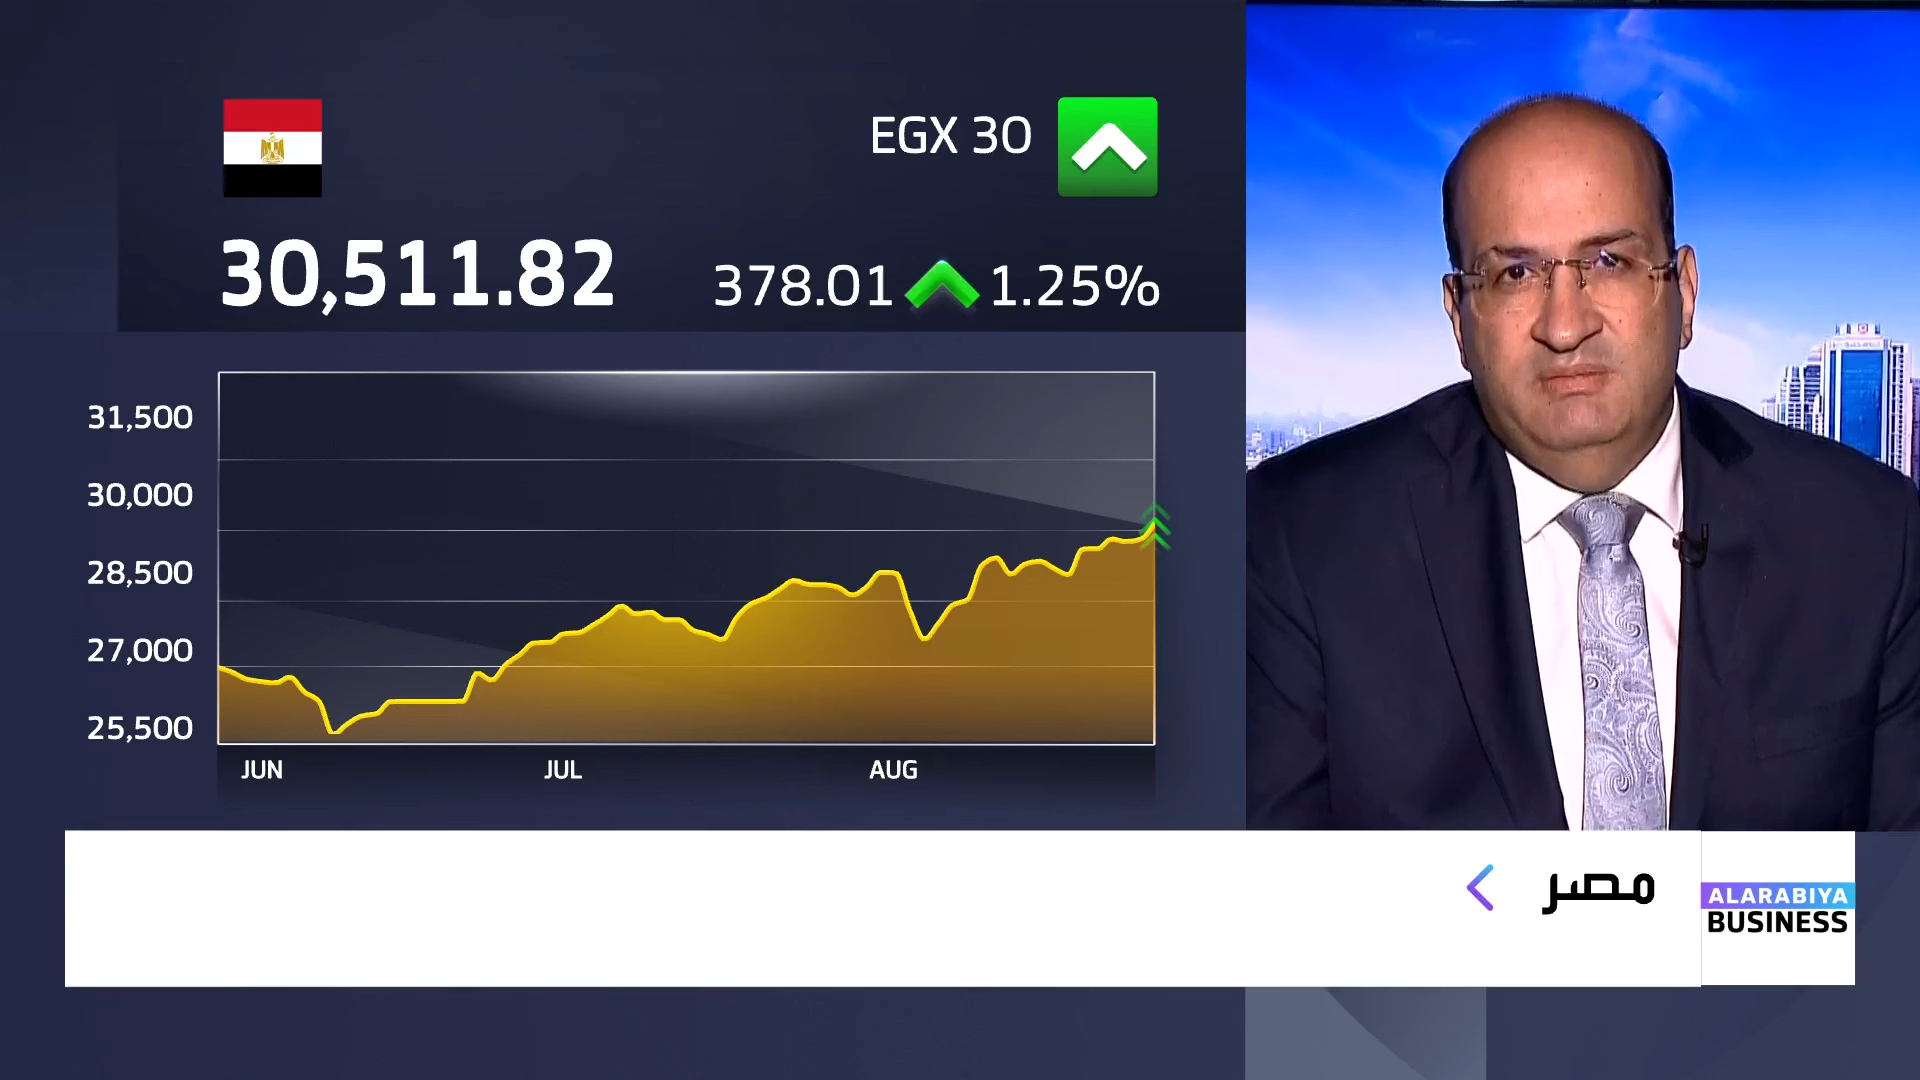 EGX 30
30,511.82
378.01 1.25%
31,500
30,000
28,500
27,000
25,500
JUN
JUL
AUG
مصر
ALARABIYA
BUSINESS